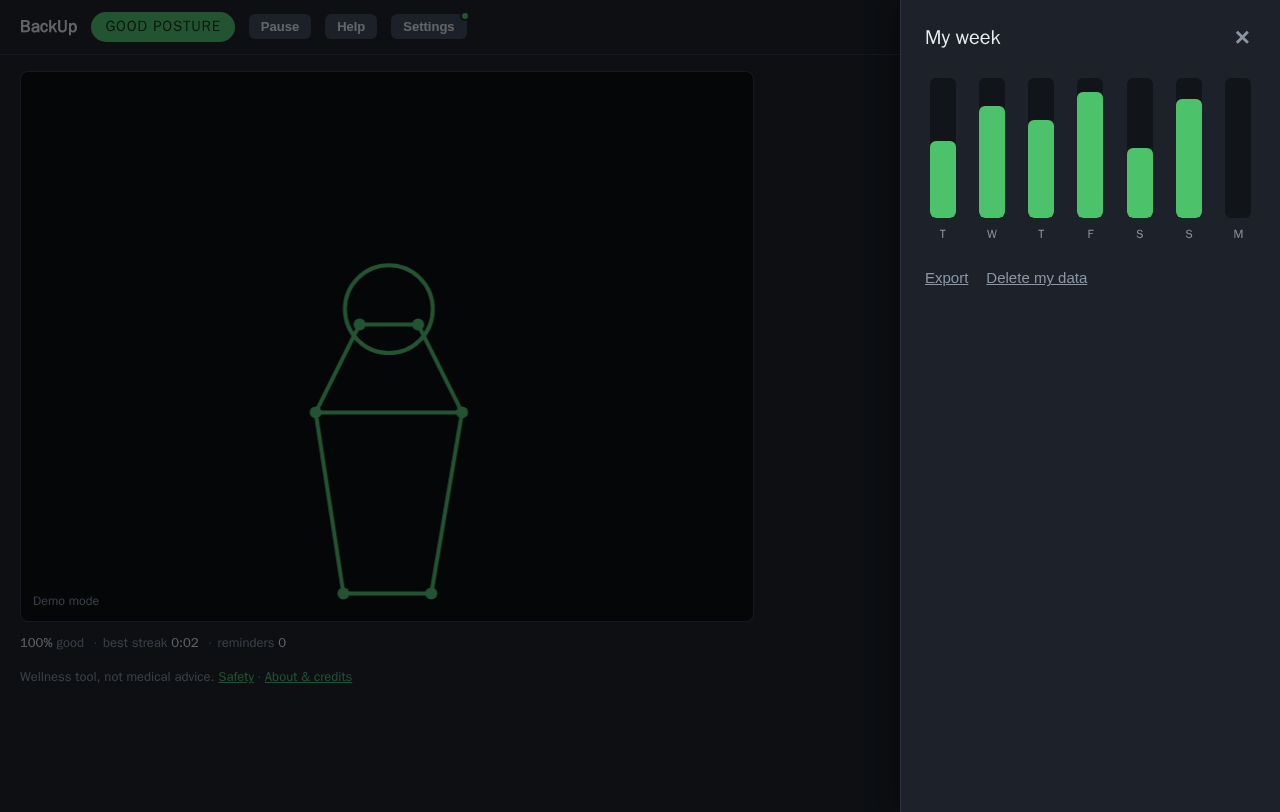 BackUp GOOD POSTURE Pause Help Settings
Demo mode
100% good · best streak 0:02 · reminders 0
Wellness tool, not medical advice. Safety · About & credits
My week ×
T W T F S S M
Export Delete my data